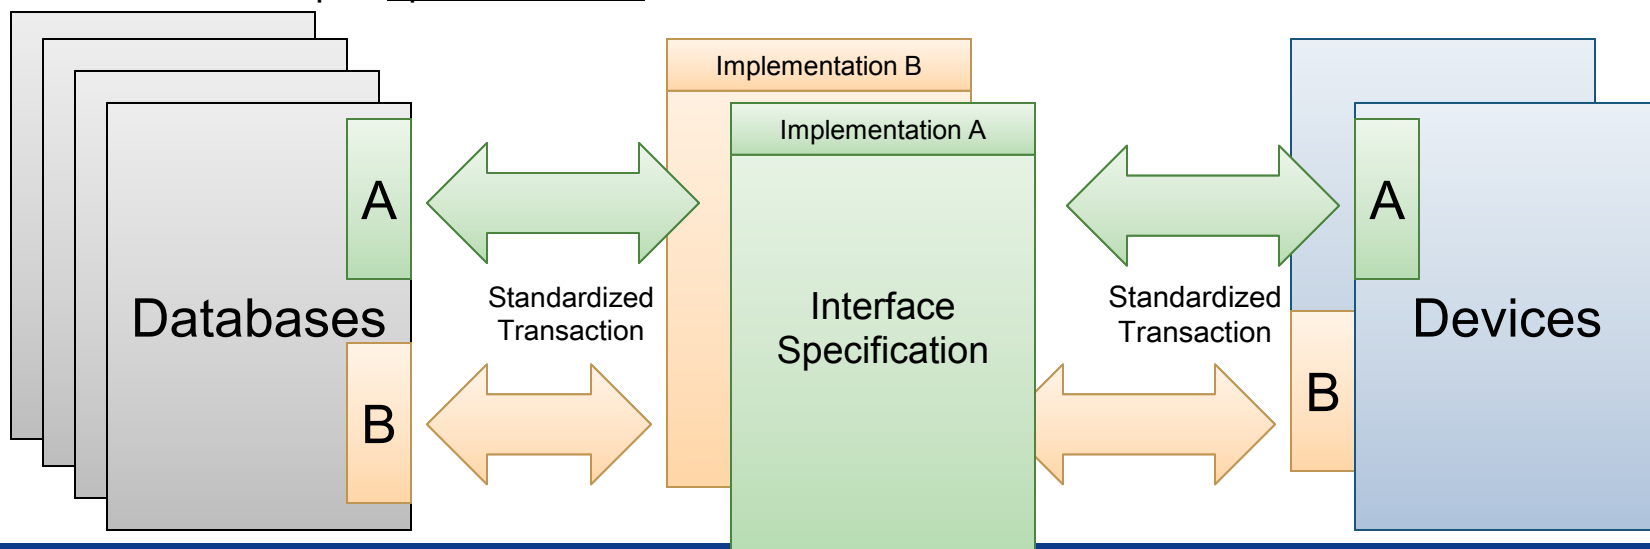 Implementation B
Implementation A
A
A
Standardized
Transaction
Interface
Specification
Standardized
Transaction
Databases
Devices
B
B